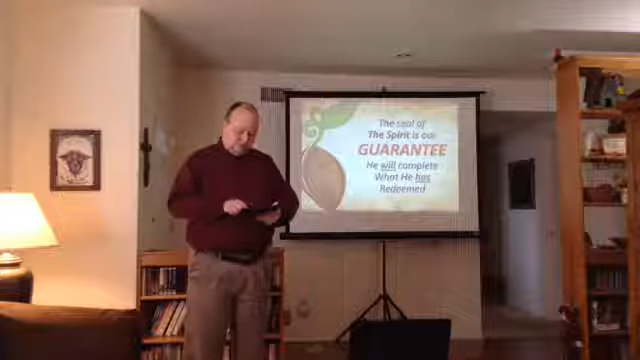 The seal of
The Spirit is our
GUARANTEE
He will complete
What He has
Redeemed